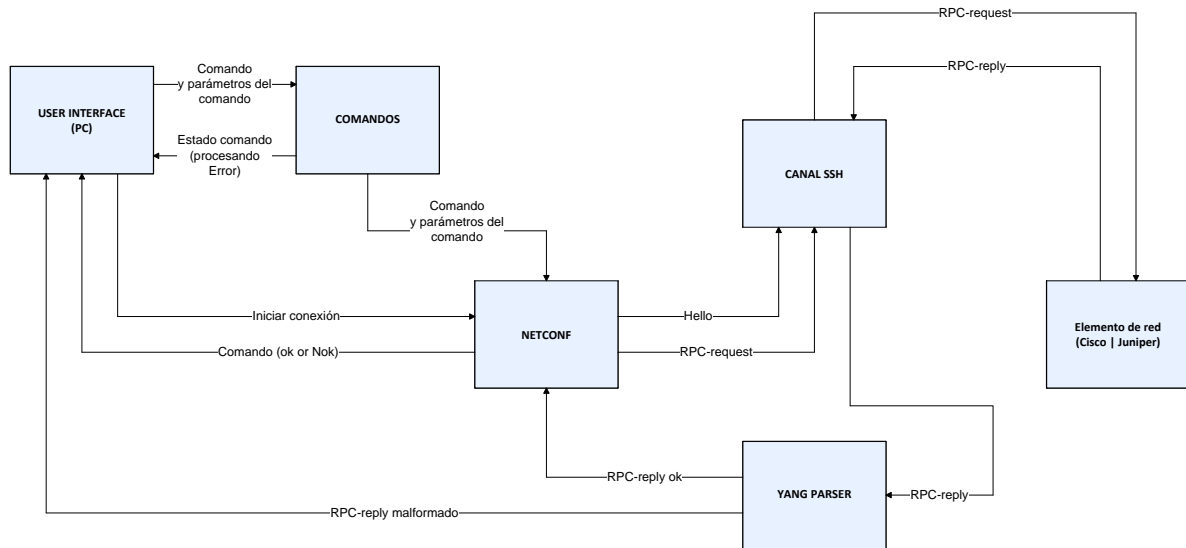 RPC-request
RPC-reply
Comando
y parámetros del
comando
USER INTERFACE
(PC)
COMANDOS
Estado comando
(procesando
Error)
CANAL SSH
Comando
y parámetros del
comando
Iniciar conexión
Hello
NETCONF
Elemento de red
(Cisco | Juniper)
Comando (ok or Nok)
RPC-request
RPC-reply ok
YANG PARSER
RPC-reply
RPC-reply malformado